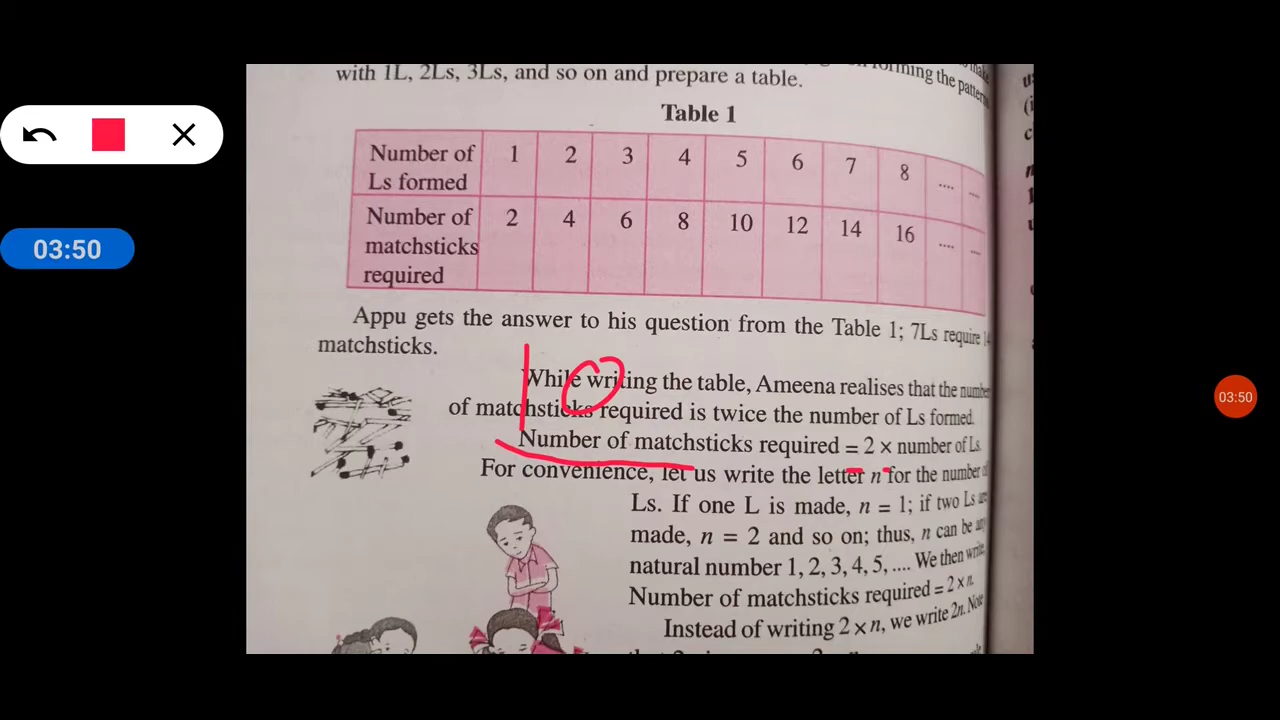 with 1L, 2Ls, 3Ls, and so on and prepare a table.
forming the pattern
Table 1
Number of Ls formed 1 2 3 4 5 6 7 8 .... ...
Number of matchsticks required 2 4 6 8 10 12 14 16 .... ...
Appu gets the answer to his question from the Table 1; 7Ls require 14
matchsticks.
While writing the table, Ameena realises that the number
of matchsticks required is twice the number of Ls formed.
Number of matchsticks required = 2 × number of Ls.
For convenience, let us write the letter n for the number of
Ls. If one L is made, n = 1; if two Ls are
made, n = 2 and so on; thus, n can be any
natural number 1, 2, 3, 4, 5, .... We then write,
Number of matchsticks required = 2 × n.
Instead of writing 2 × n, we write 2n. Note
03:50
03:50
10